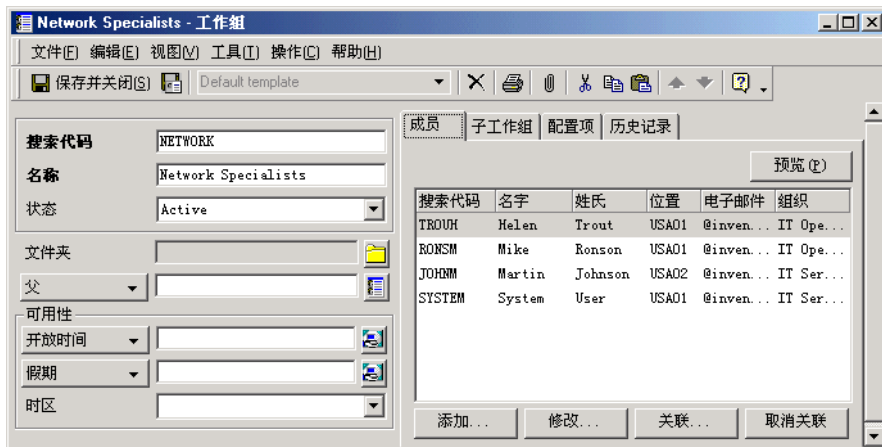 Network Specialists - 工作组
文件(F) 编辑(E) 视图(V) 工具(T) 操作(C) 帮助(H)
保存并关闭(S) Default template
搜索代码 NETWORK
名称 Network Specialists
状态 Active
文件夹
父
可用性
开放时间
假期
时区
成员 子工作组 配置项 历史记录
预览(P)
搜索代码 名字 姓氏 位置 电子邮件 组织
TROUH Helen Trout USA01 @inven... IT Ope...
RONSM Mike Ronson USA01 @inven... IT Ope...
JOHNM Martin Johnson USA02 @inven... IT Ser...
SYSTEM System User USA01 @inven... IT Ser...
添加... 修改... 关联... 取消关联